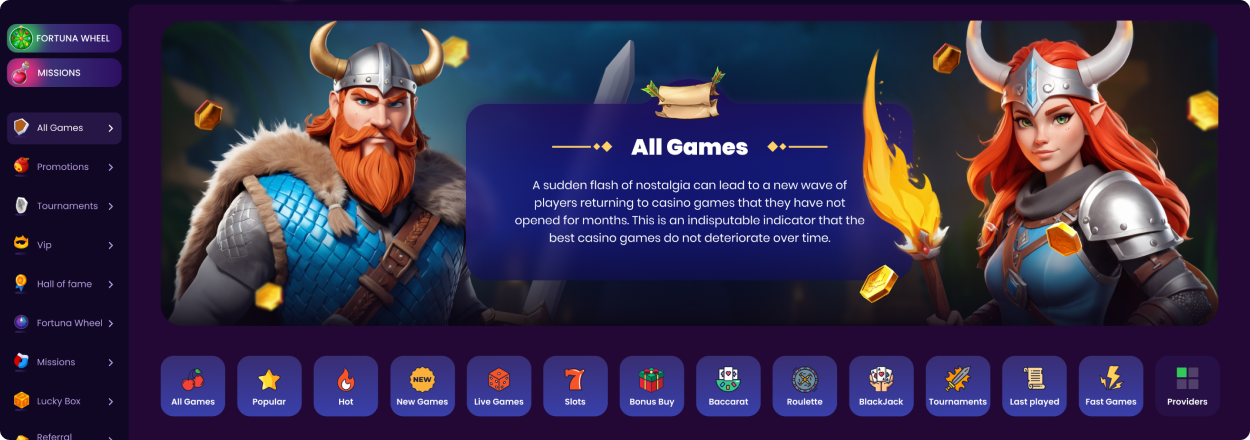 FORTUNA WHEEL
MISSIONS
All Games
Promotions
Tournaments
Vip
Hall of fame
Fortuna Wheel
Missions
Lucky Box
Referral
All Games
A sudden flash of nostalgia can lead to a new wave of
players returning to casino games that they have not
opened for months. This is an indisputable indicator that the
best casino games do not deteriorate over time.
NEW
7
All Games
Popular
Hot
New Games
Live Games
Slots
Bonus Buy
Baccarat
Roulette
BlackJack
Tournaments
Last played
Fast Games
Providers